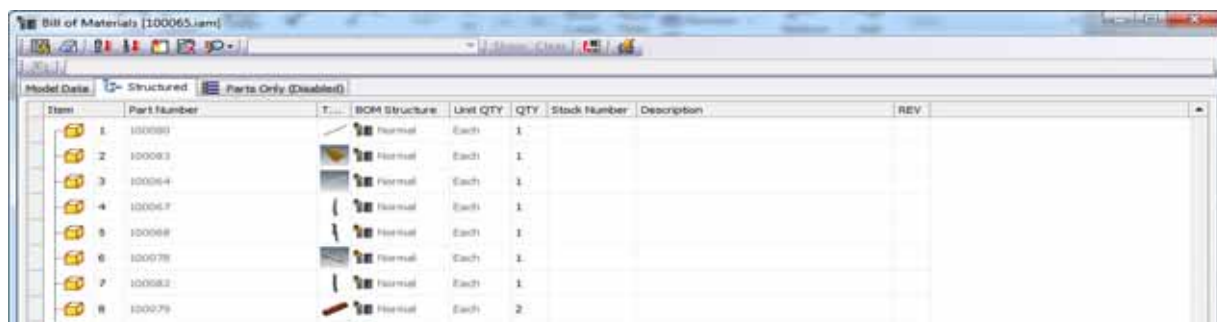 Bill of Materials [100065.iam]
Model Data Structured Parts Only (Disabled)
Item Part Number T... BOM Structure Unit QTY QTY Stock Number Description REV
1 100080 Normal Each 1
2 100083 Normal Each 1
3 100064 Normal Each 1
4 100067 Normal Each 1
5 100068 Normal Each 1
6 100078 Normal Each 1
7 100082 Normal Each 1
8 100079 Normal Each 2